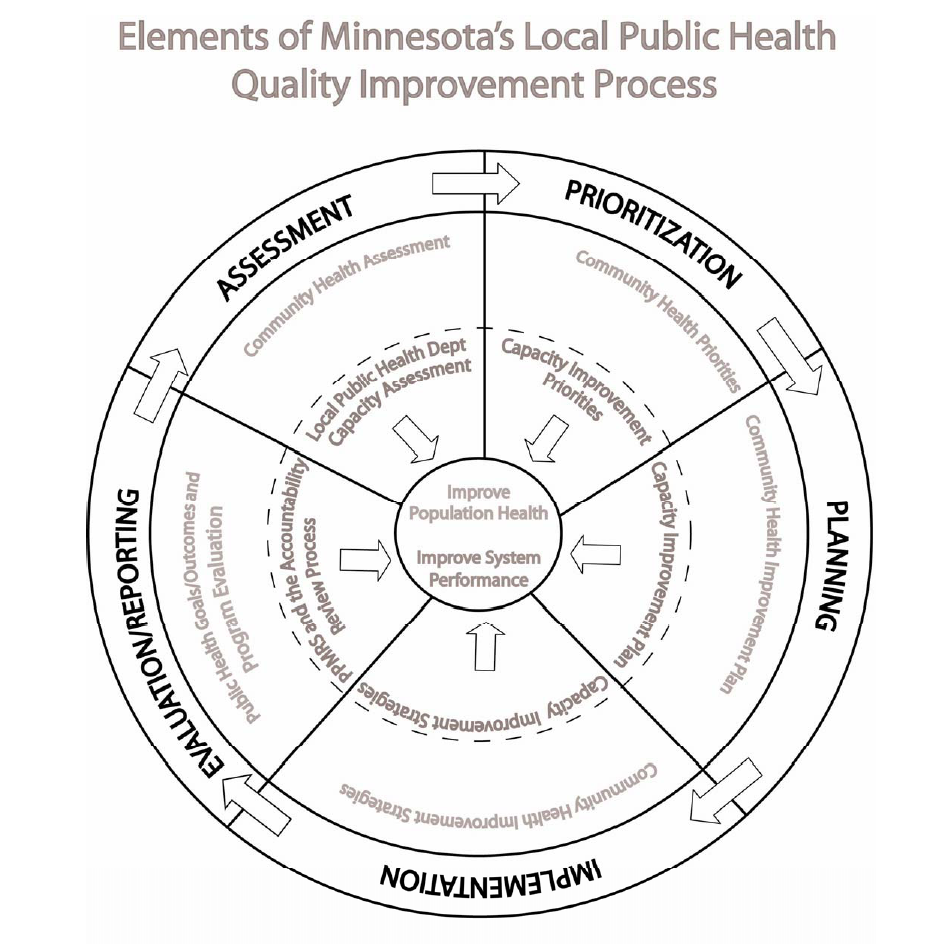 Elements of Minnesota's Local Public Health
Quality Improvement Process
ASSESSMENT
PRIORITIZATION
PLANNING
IMPLEMENTATION
EVALUATION/REPORTING
Community Health Assessment
Community Health Priorities
Community Health Improvement Plan
Community Health Improvement Strategies
Public Health Goals/Outcomes and
Program Evaluation
Local Public Health Dept
Capacity Assessment
Capacity Improvement
Priorities
Capacity Improvement Plan
Capacity Improvement Strategies
PPMRS and the Accountability
Review Process
Improve
Population Health
Improve System
Performance